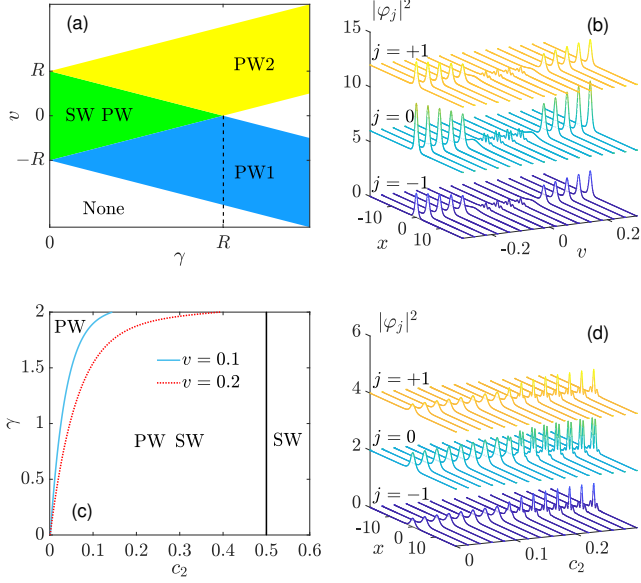 (a)
PW2
SW PW
PW1
None
R
0
−R
v
0
R
γ
|φⱼ|²
(b)
15
10
5
0
j = +1
j = 0
j = −1
-10
0
10
x
-0.2
0
0.2
v
2
1.5
1
0.5
0
γ
PW
v = 0.1
v = 0.2
PW SW
SW
(c)
0
0.1
0.2
0.3
0.4
0.5
0.6
c₂
|φⱼ|²
(d)
6
4
2
0
j = +1
j = 0
j = −1
-10
0
10
x
0
0.1
0.2
c₂